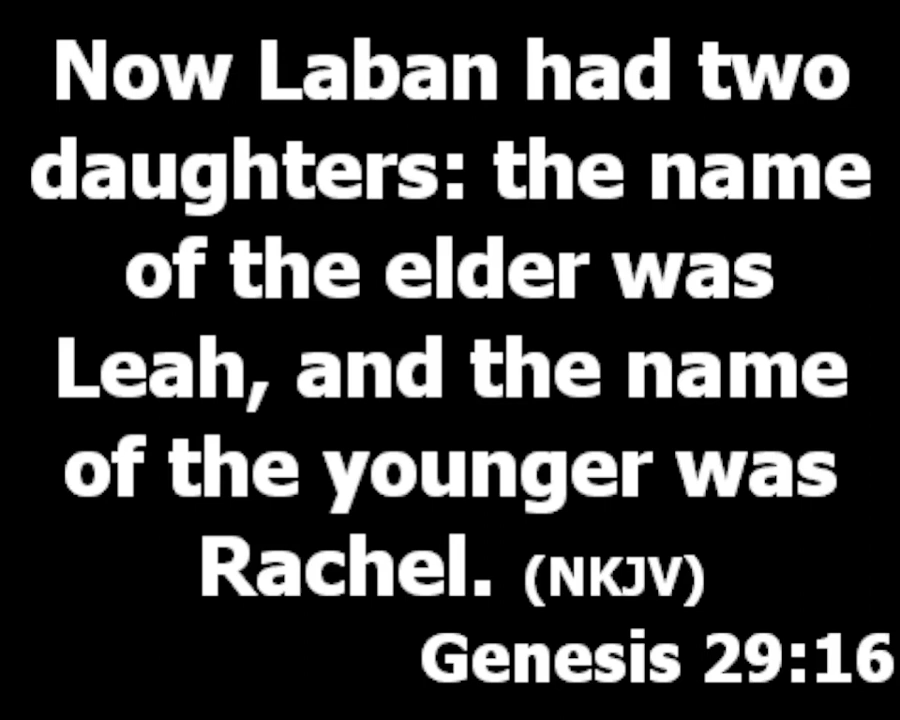 Now Laban had two
daughters: the name
of the elder was
Leah, and the name
of the younger was
Rachel. (NKJV)
Genesis 29:16